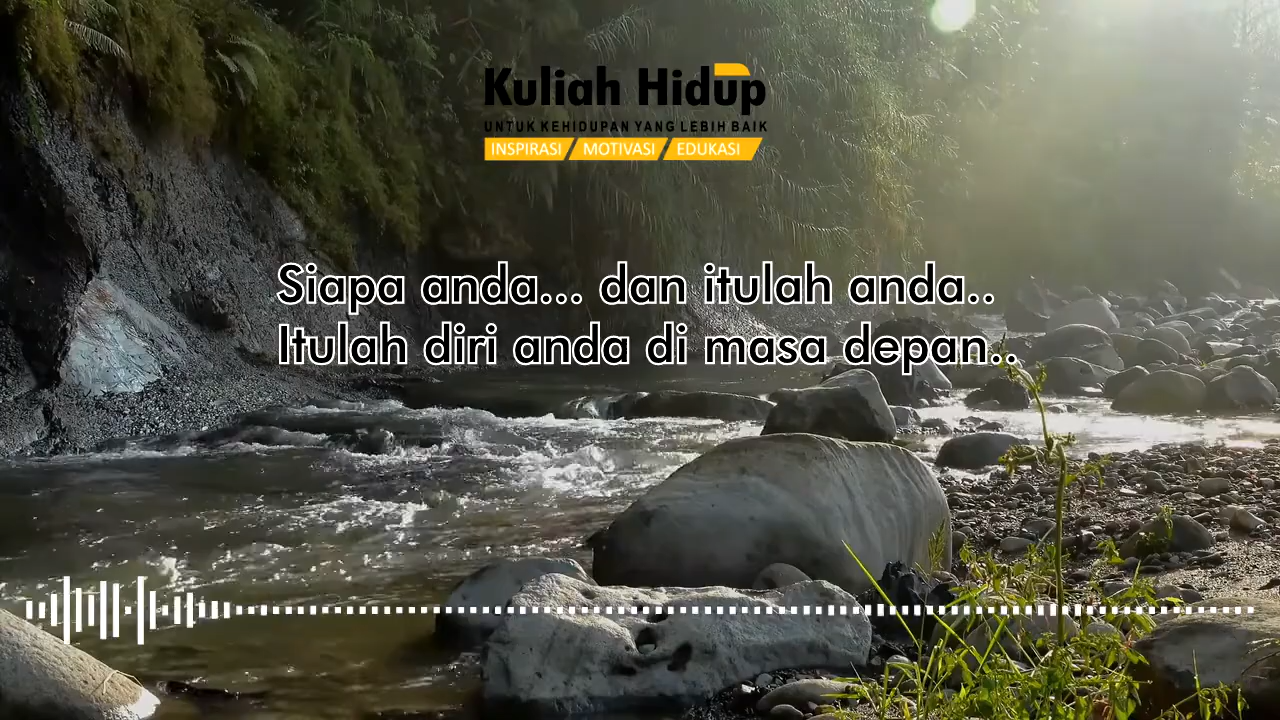 Kuliah Hidup
UNTUK KEHIDUPAN YANG LEBIH BAIK
INSPIRASI / MOTIVASI / EDUKASI
Siapa anda... dan itulah anda..
Itulah diri anda di masa depan..